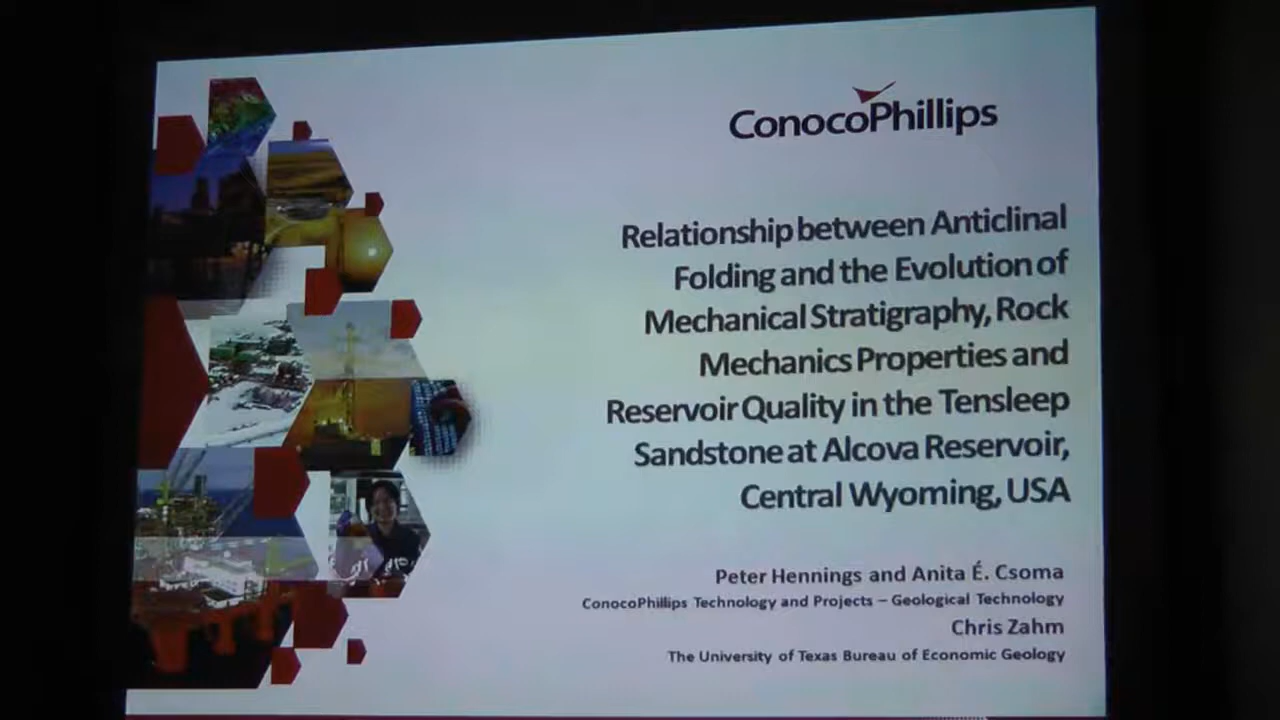 ConocoPhillips
Relationship between Anticlinal
Folding and the Evolution of
Mechanical Stratigraphy, Rock
Mechanics Properties and
Reservoir Quality in the Tensleep
Sandstone at Alcova Reservoir,
Central Wyoming, USA
Peter Hennings and Anita É. Csoma
ConocoPhillips Technology and Projects – Geological Technology
Chris Zahm
The University of Texas Bureau of Economic Geology